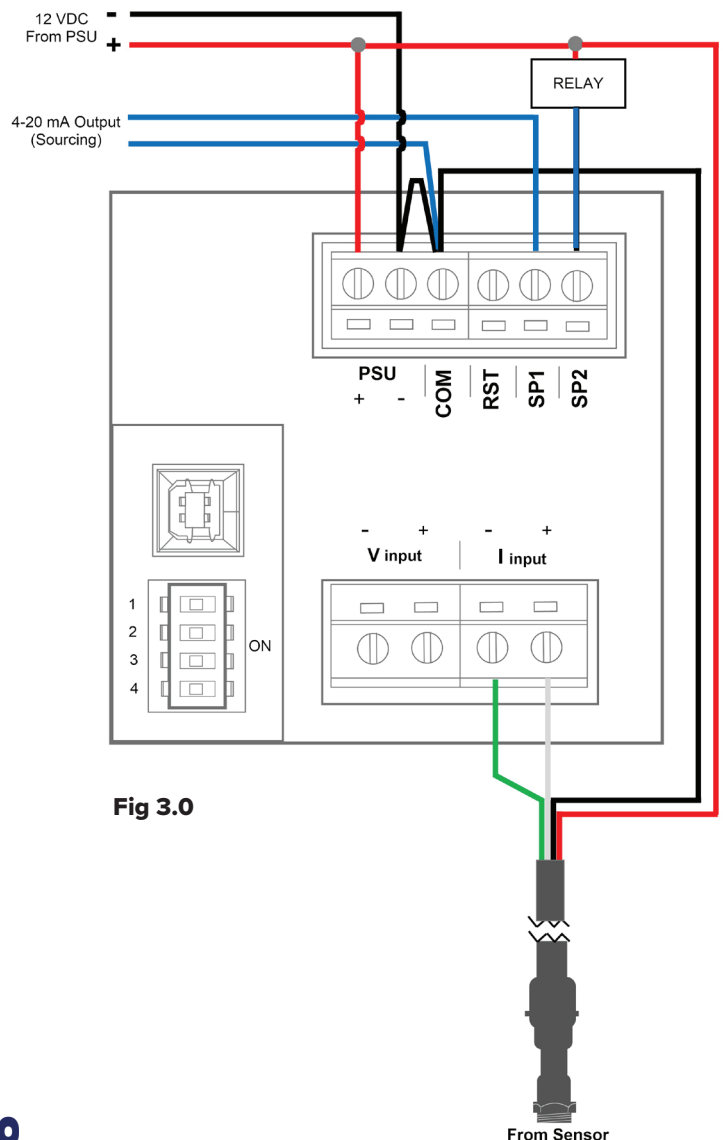 12 VDC -
From PSU +
RELAY
4-20 mA Output
(Sourcing)
PSU COM RST SP1 SP2
+ -
- + - +
V input I input
1
2
3
4
ON
Fig 3.0
From Sensor